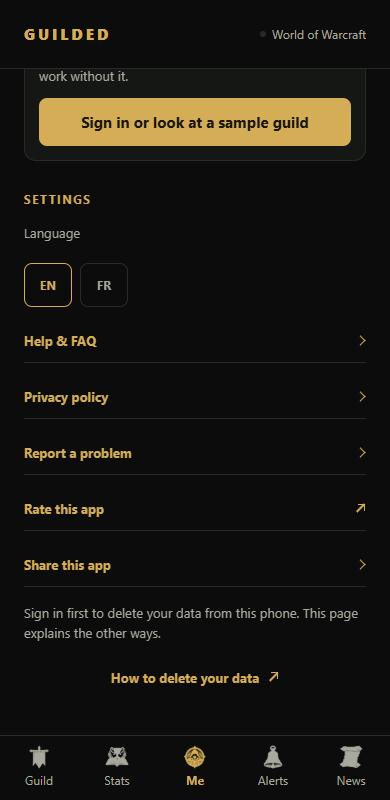 GUILDED
World of Warcraft
work without it.
Sign in or look at a sample guild
SETTINGS
Language
EN
FR
Help & FAQ
Privacy policy
Report a problem
Rate this app
Share this app
Sign in first to delete your data from this phone. This page
explains the other ways.
How to delete your data
Guild
Stats
Me
Alerts
News